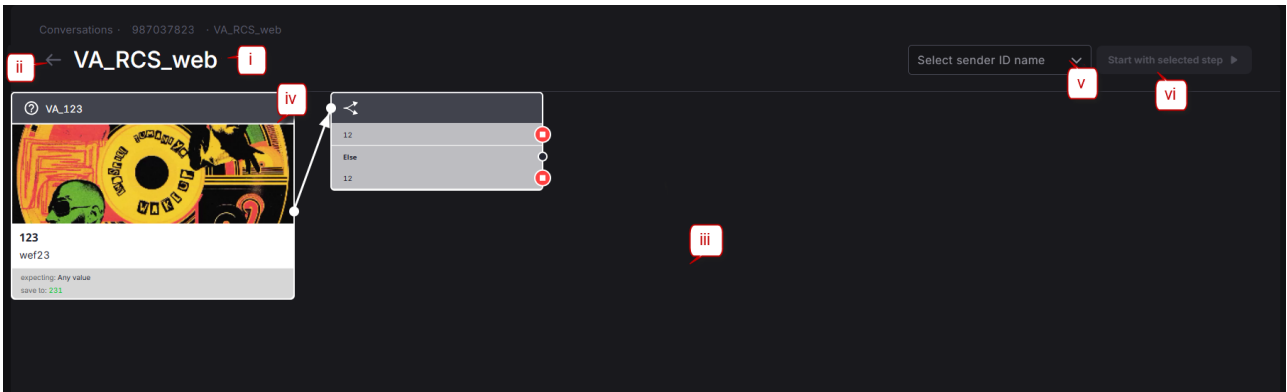 Conversations · 987037823 · VA_RCS_web
ii ← VA_RCS_web i
Select sender ID name
v
Start with selected step
vi
VA_123
iv
VAKILI
123
wef23
expecting: Any value
save to: 231
12
Else
12
iii